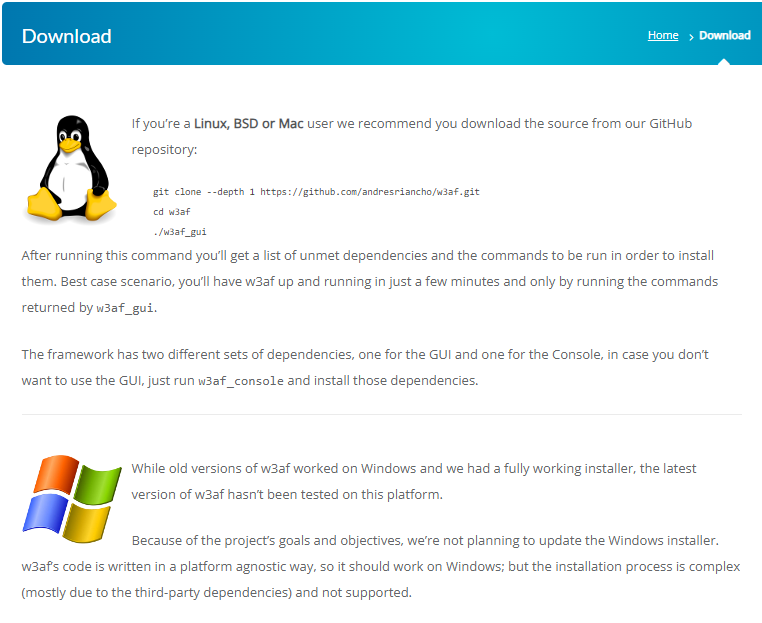 Download
Home › Download
If you’re a Linux, BSD or Mac user we recommend you download the source from our GitHub
repository:
git clone --depth 1 https://github.com/andresriancho/w3af.git
cd w3af
./w3af_gui
After running this command you’ll get a list of unmet dependencies and the commands to be run in order to install
them. Best case scenario, you’ll have w3af up and running in just a few minutes and only by running the commands
returned by w3af_gui.
The framework has two different sets of dependencies, one for the GUI and one for the Console, in case you don’t
want to use the GUI, just run w3af_console and install those dependencies.
While old versions of w3af worked on Windows and we had a fully working installer, the latest
version of w3af hasn’t been tested on this platform.
Because of the project’s goals and objectives, we’re not planning to update the Windows installer.
w3af’s code is written in a platform agnostic way, so it should work on Windows; but the installation process is complex
(mostly due to the third-party dependencies) and not supported.